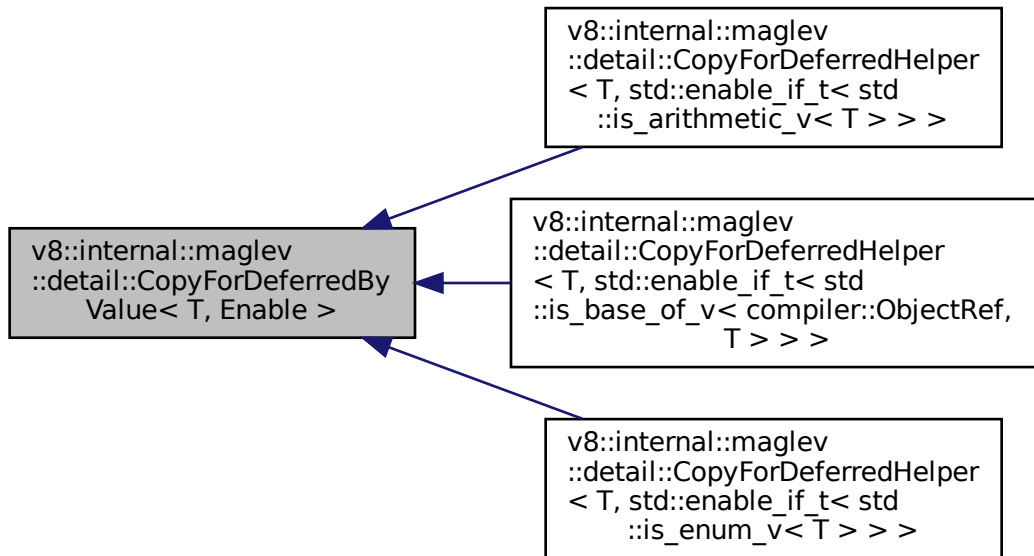 v8::internal::maglev
::detail::CopyForDeferredHelper
< T, std::enable_if_t< std
::is_arithmetic_v< T > > >
v8::internal::maglev
::detail::CopyForDeferredBy
Value< T, Enable >
v8::internal::maglev
::detail::CopyForDeferredHelper
< T, std::enable_if_t< std
::is_base_of_v< compiler::ObjectRef,
T > > >
v8::internal::maglev
::detail::CopyForDeferredHelper
< T, std::enable_if_t< std
::is_enum_v< T > > >